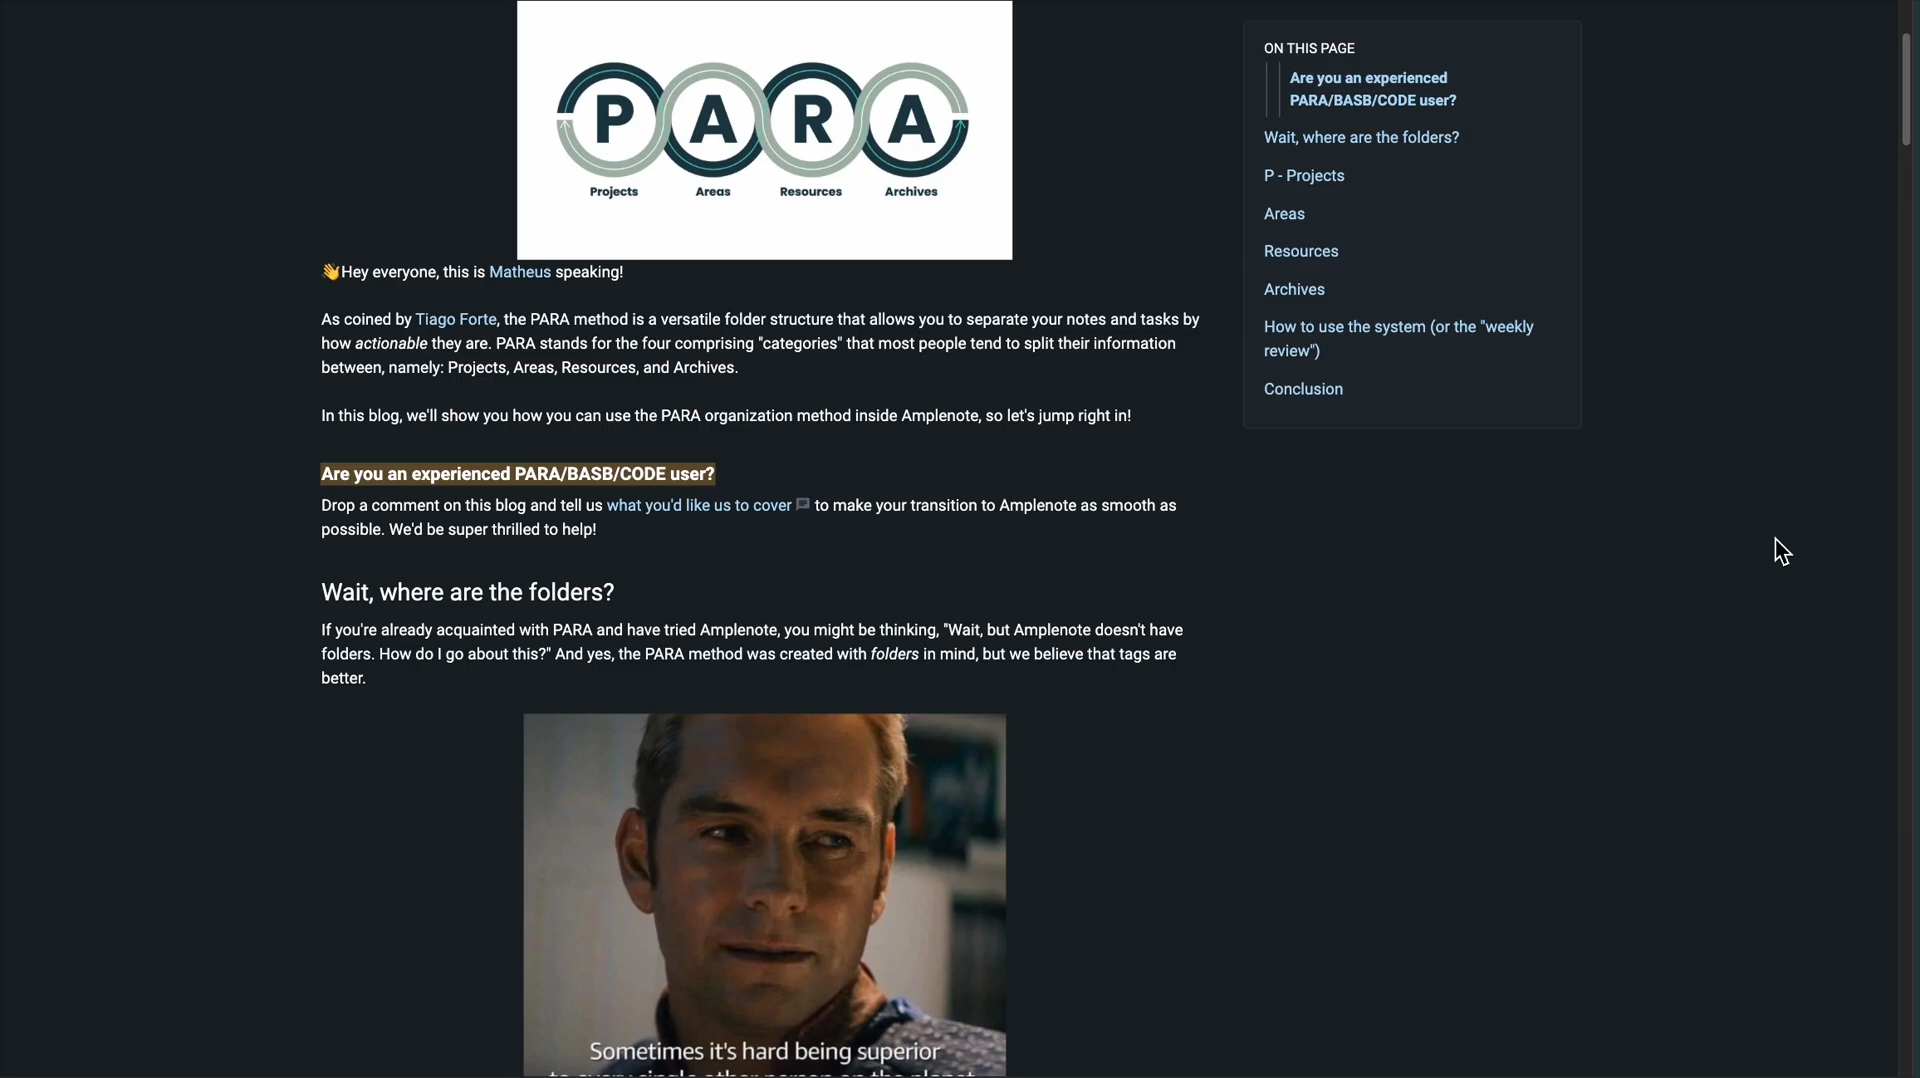 P A R A
Projects Areas Resources Archives
👋Hey everyone, this is Matheus speaking!
As coined by Tiago Forte, the PARA method is a versatile folder structure that allows you to separate your notes and tasks by
how actionable they are. PARA stands for the four comprising "categories" that most people tend to split their information
between, namely: Projects, Areas, Resources, and Archives.
In this blog, we'll show you how you can use the PARA organization method inside Amplenote, so let's jump right in!
Are you an experienced PARA/BASB/CODE user?
Drop a comment on this blog and tell us what you'd like us to cover to make your transition to Amplenote as smooth as
possible. We'd be super thrilled to help!
Wait, where are the folders?
If you're already acquainted with PARA and have tried Amplenote, you might be thinking, "Wait, but Amplenote doesn't have
folders. How do I go about this?" And yes, the PARA method was created with folders in mind, but we believe that tags are
better.
Sometimes it's hard being superior
to every single other person on the planet
ON THIS PAGE
Are you an experienced
PARA/BASB/CODE user?
Wait, where are the folders?
P - Projects
Areas
Resources
Archives
How to use the system (or the "weekly
review")
Conclusion